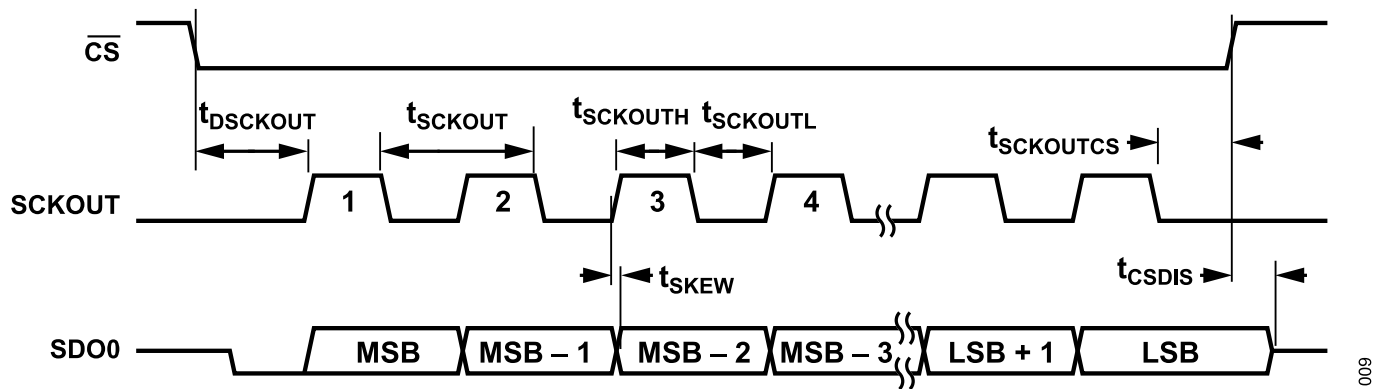 CS
tDSCKOUT
tSCKOUT
tSCKOUTH
tSCKOUTL
tSCKOUTCS
SCKOUT
1
2
3
4
tSKEW
tCSDIS
SDO0
MSB
MSB – 1
MSB – 2
MSB – 3
LSB + 1
LSB
009